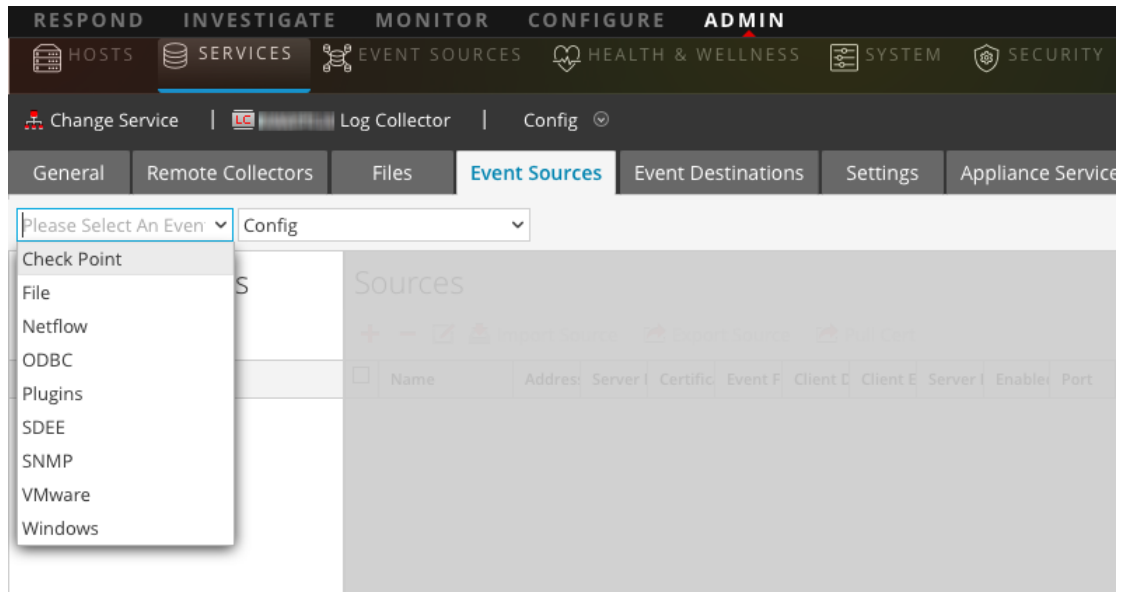 RESPOND INVESTIGATE MONITOR CONFIGURE ADMIN
HOSTS SERVICES EVENT SOURCES HEALTH & WELLNESS SYSTEM SECURITY
Change Service | LC Log Collector | Config
General Remote Collectors Files Event Sources Event Destinations Settings Appliance Service
Please Select An Even Config
Check Point
File
Netflow
ODBC
Plugins
SDEE
SNMP
VMware
Windows
s
Sources
Import Source Export Source Pull Cert
Name Address Server Certific Event F Client D Client E Server Enabled Port